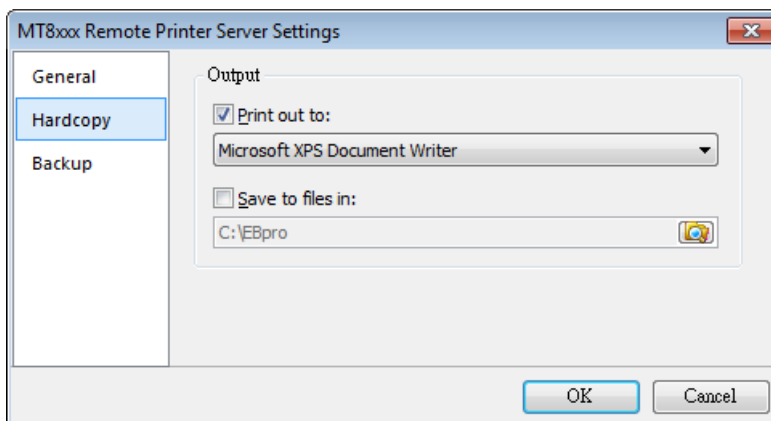 MT8xxx Remote Printer Server Settings
General
Hardcopy
Backup
Output
Print out to:
Microsoft XPS Document Writer
Save to files in:
C:\EBpro
OK
Cancel